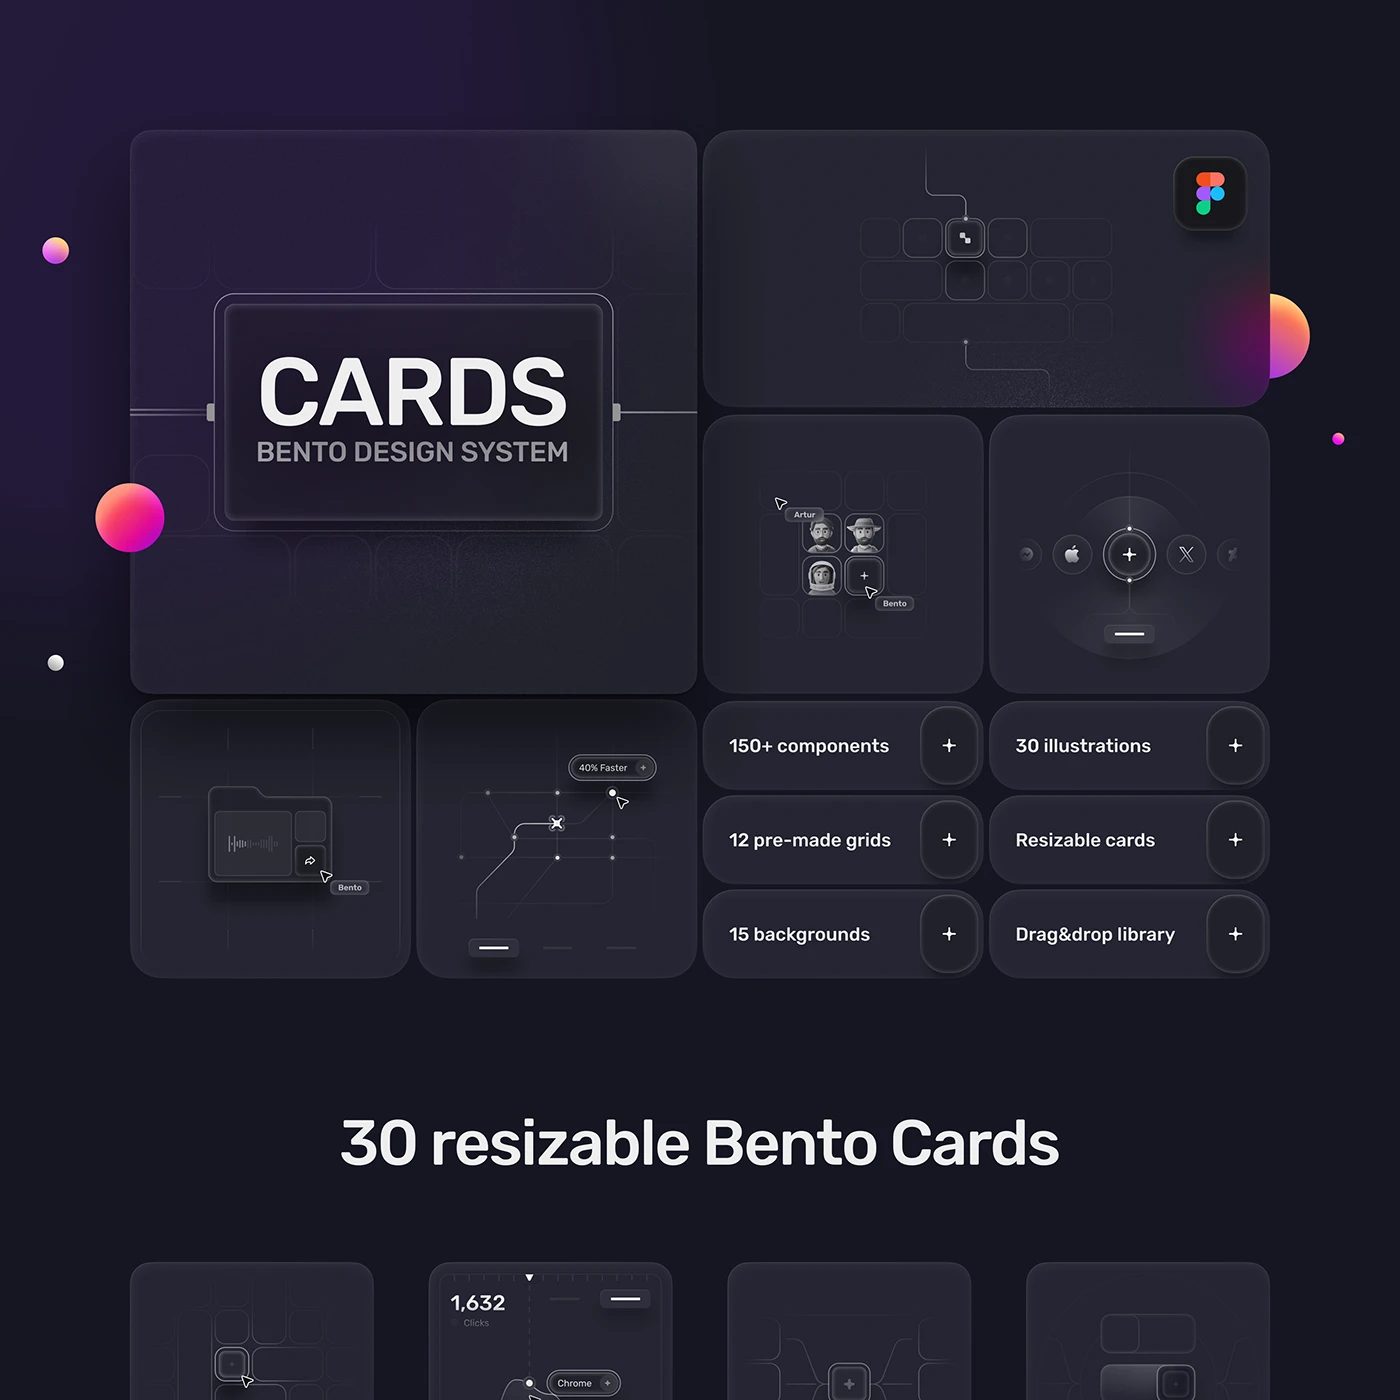 CARDS
BENTO DESIGN SYSTEM
Artur
Bento
Bento
40% Faster
150+ components
30 illustrations
12 pre-made grids
Resizable cards
15 backgrounds
Drag&drop library
30 resizable Bento Cards
1,632
Clicks
Chrome